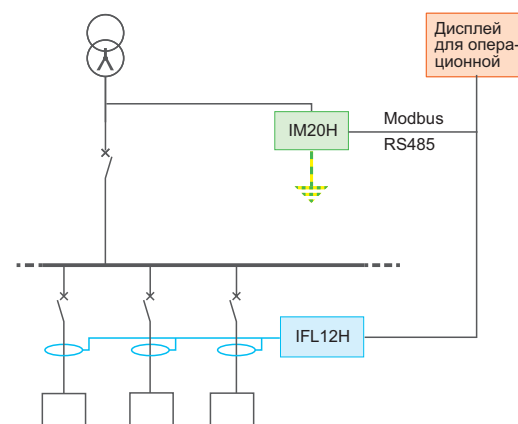 Дисплей
для опера-
ционной
IM20H
Modbus
RS485
IFL12H